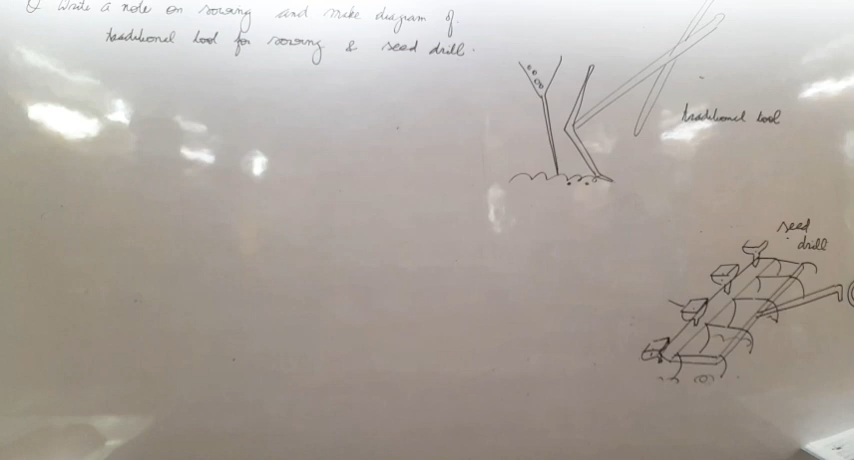 Q Write a note on sowing and make diagram of
traditional tool for sowing & seed drill.
traditional tool
seed
drill